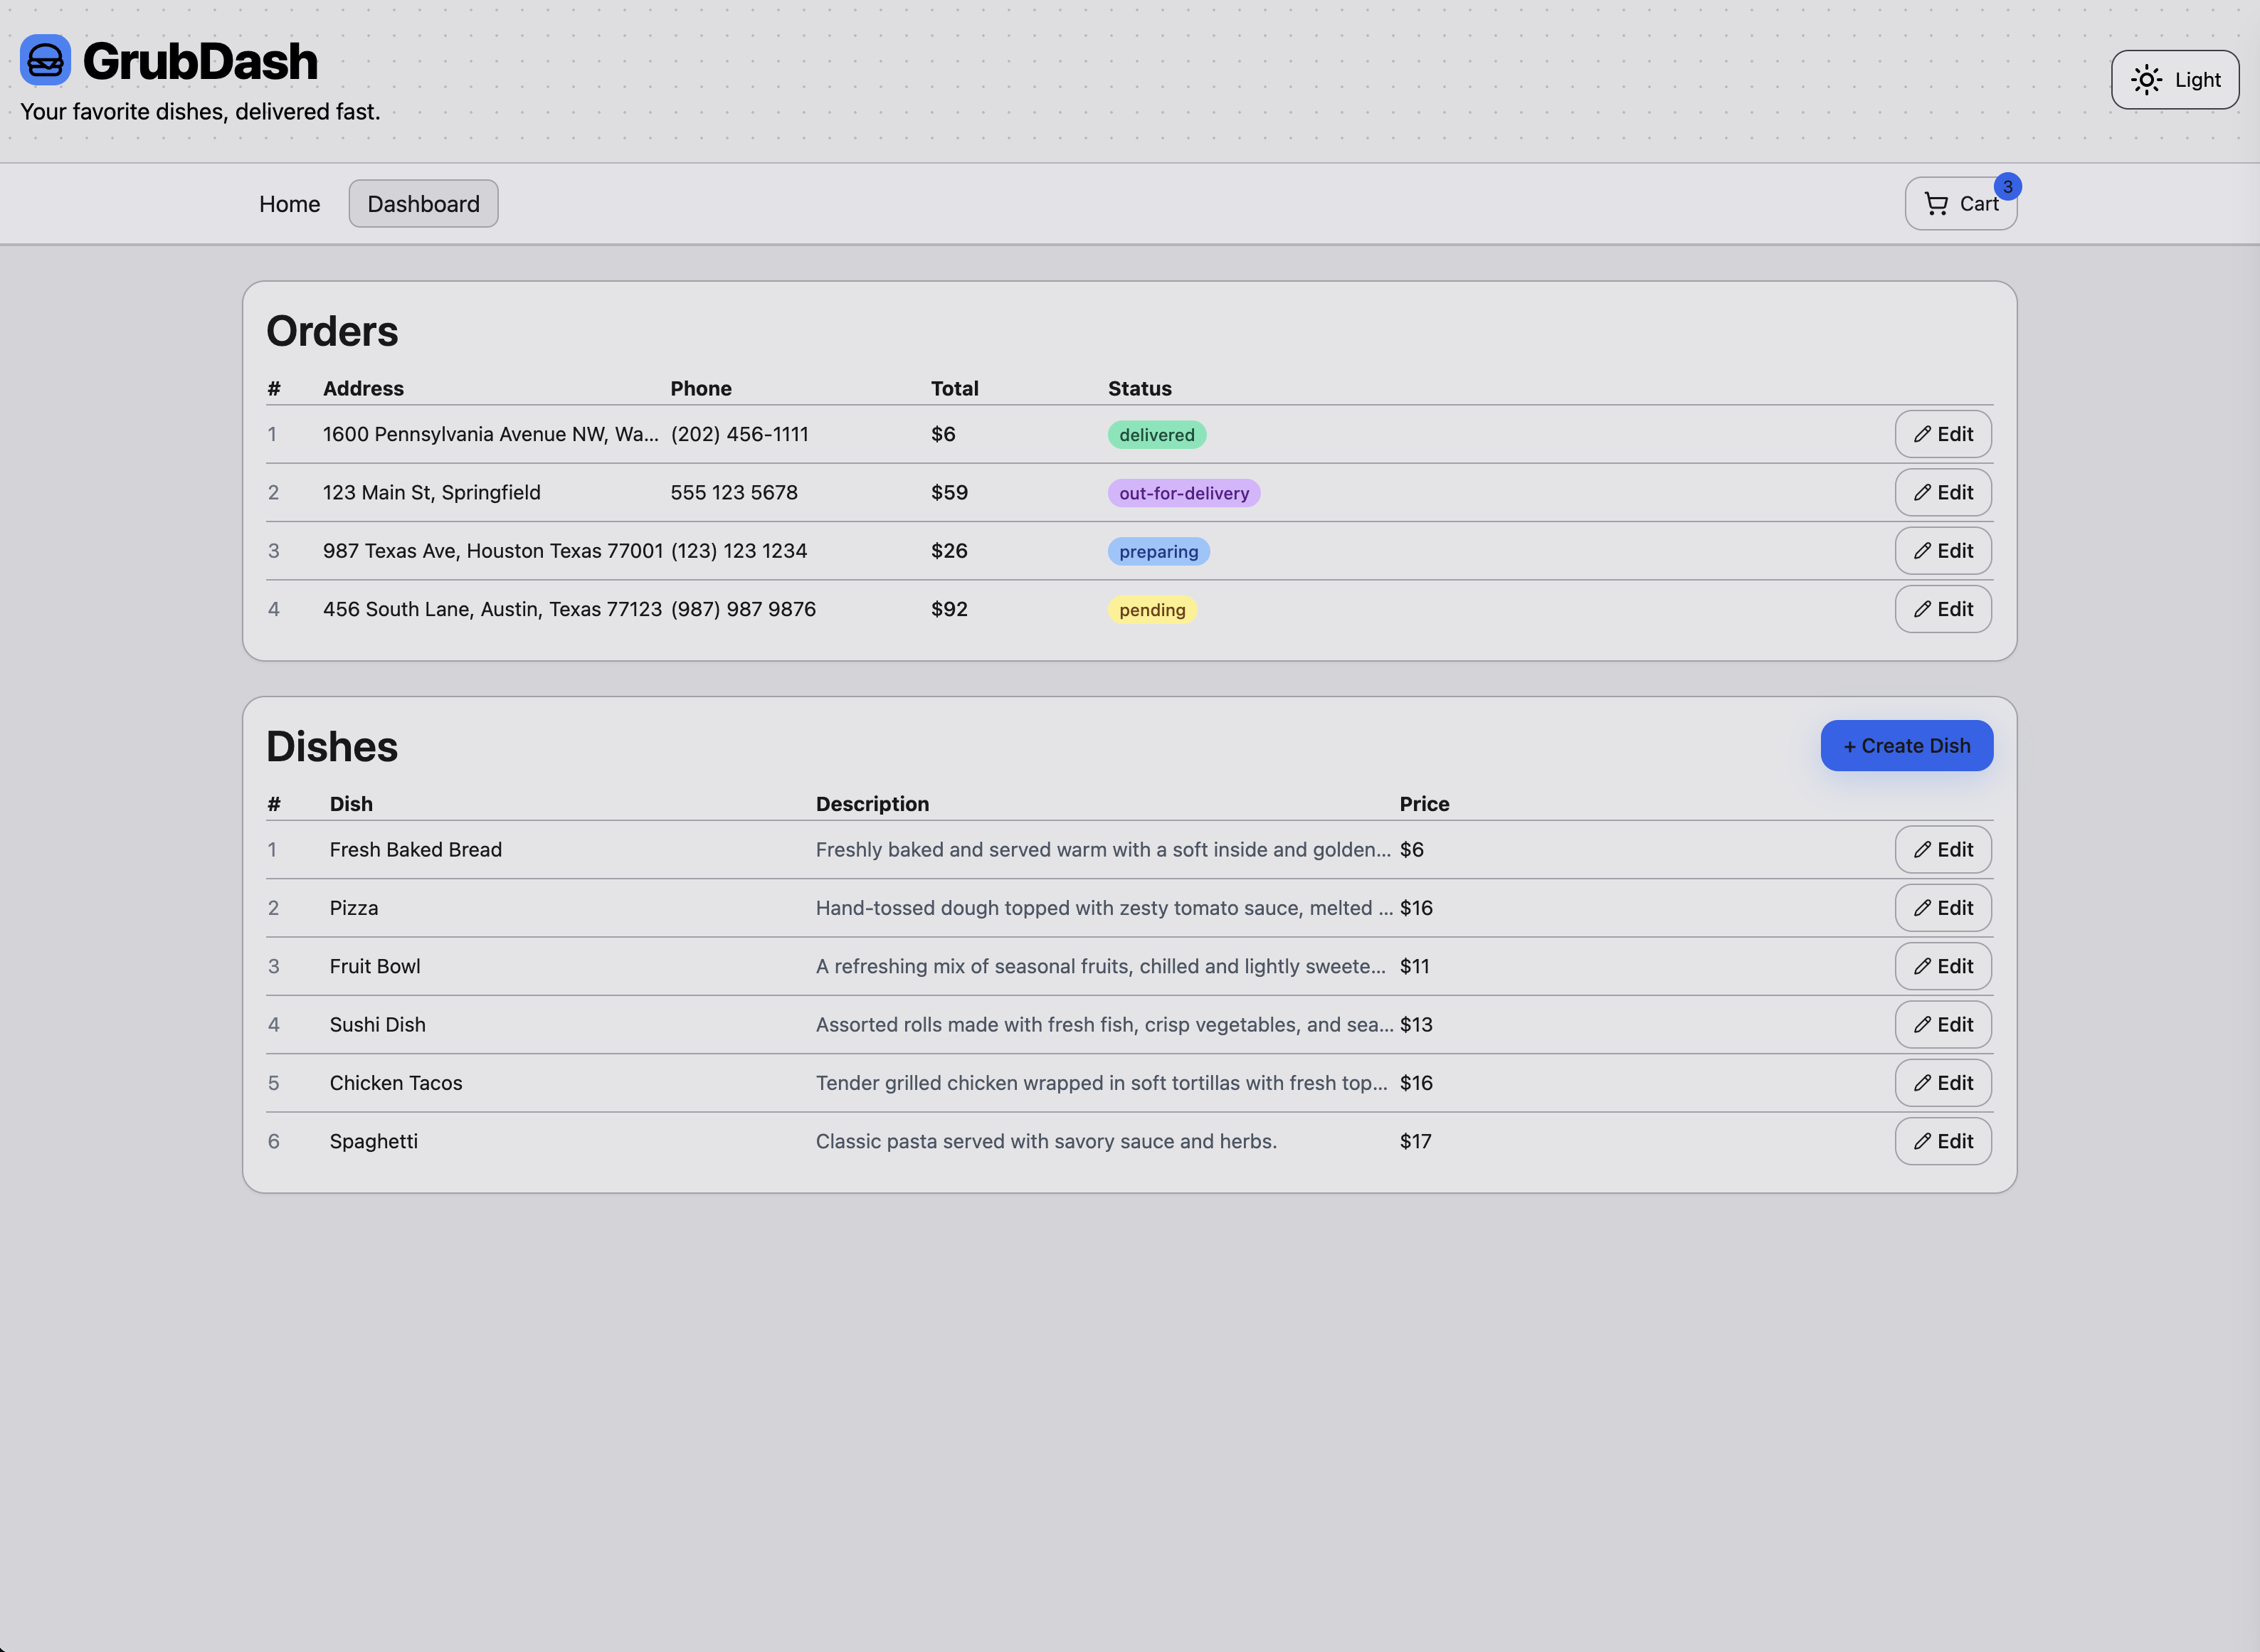 GrubDash
Your favorite dishes, delivered fast.
Light
Home Dashboard Cart 3
Orders
# Address Phone Total Status
1 1600 Pennsylvania Avenue NW, Wa... (202) 456-1111 $6 delivered Edit
2 123 Main St, Springfield 555 123 5678 $59 out-for-delivery Edit
3 987 Texas Ave, Houston Texas 77001 (123) 123 1234 $26 preparing Edit
4 456 South Lane, Austin, Texas 77123 (987) 987 9876 $92 pending Edit
Dishes + Create Dish
# Dish Description Price
1 Fresh Baked Bread Freshly baked and served warm with a soft inside and golden... $6 Edit
2 Pizza Hand-tossed dough topped with zesty tomato sauce, melted ... $16 Edit
3 Fruit Bowl A refreshing mix of seasonal fruits, chilled and lightly sweete... $11 Edit
4 Sushi Dish Assorted rolls made with fresh fish, crisp vegetables, and sea... $13 Edit
5 Chicken Tacos Tender grilled chicken wrapped in soft tortillas with fresh top... $16 Edit
6 Spaghetti Classic pasta served with savory sauce and herbs. $17 Edit